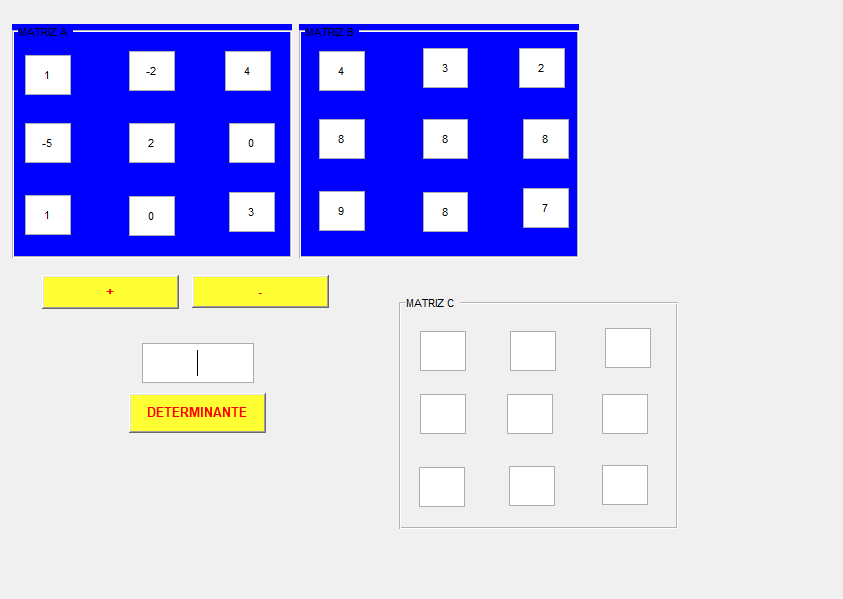 MATRIZ A
1 -2 4
-5 2 0
1 0 3
MATRIZ B
4 3 2
8 8 8
9 8 7
+ -
DETERMINANTE
MATRIZ C